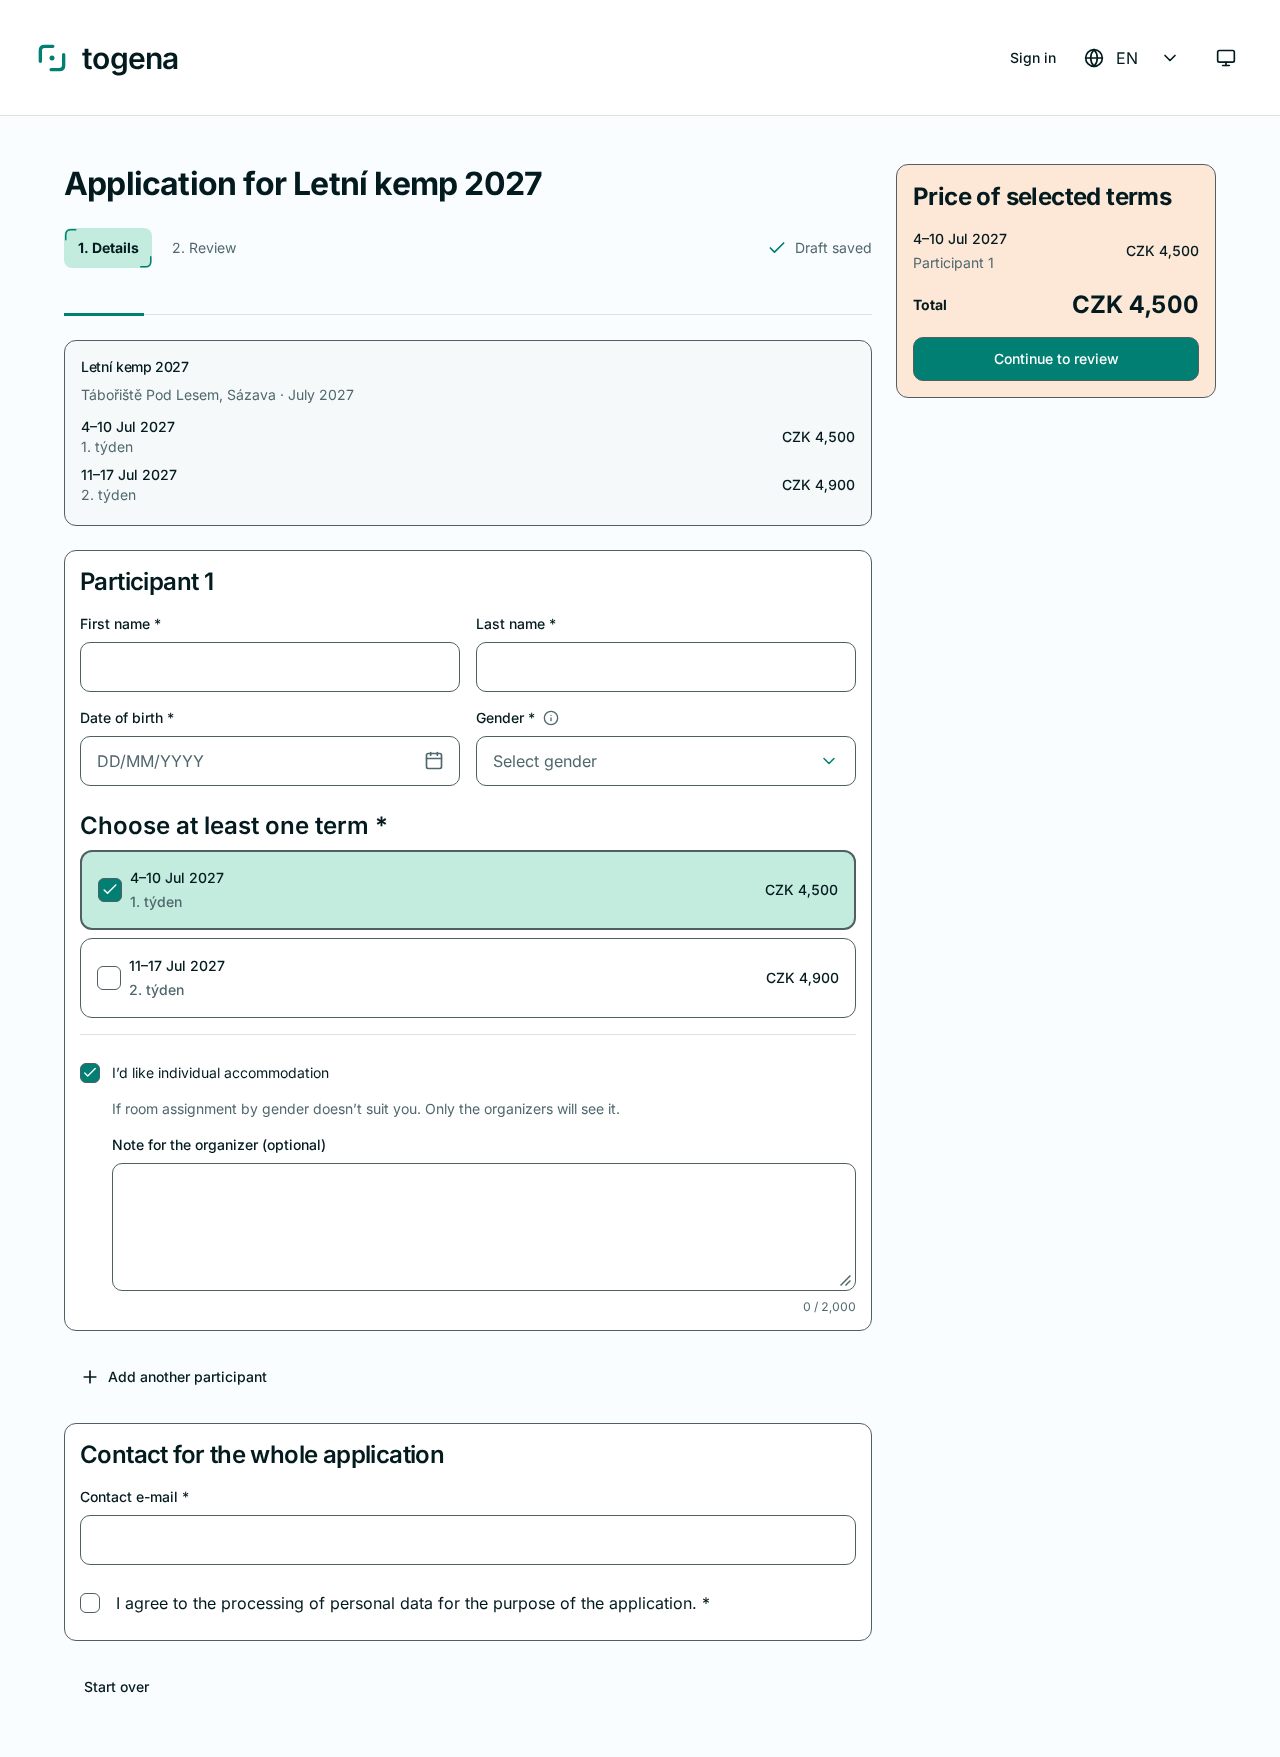 togena
Sign in
EN
Application for Letní kemp 2027
1. Details
2. Review
Draft saved
Letní kemp 2027
Tábořiště Pod Lesem, Sázava · July 2027
4–10 Jul 2027
1. týden
CZK 4,500
11–17 Jul 2027
2. týden
CZK 4,900
Participant 1
First name *
Last name *
Date of birth *
Gender *
DD/MM/YYYY
Select gender
Choose at least one term *
4–10 Jul 2027
1. týden
CZK 4,500
11–17 Jul 2027
2. týden
CZK 4,900
I’d like individual accommodation
If room assignment by gender doesn’t suit you. Only the organizers will see it.
Note for the organizer (optional)
0 / 2,000
Add another participant
Contact for the whole application
Contact e-mail *
I agree to the processing of personal data for the purpose of the application. *
Start over
Price of selected terms
4–10 Jul 2027
Participant 1
CZK 4,500
Total
CZK 4,500
Continue to review